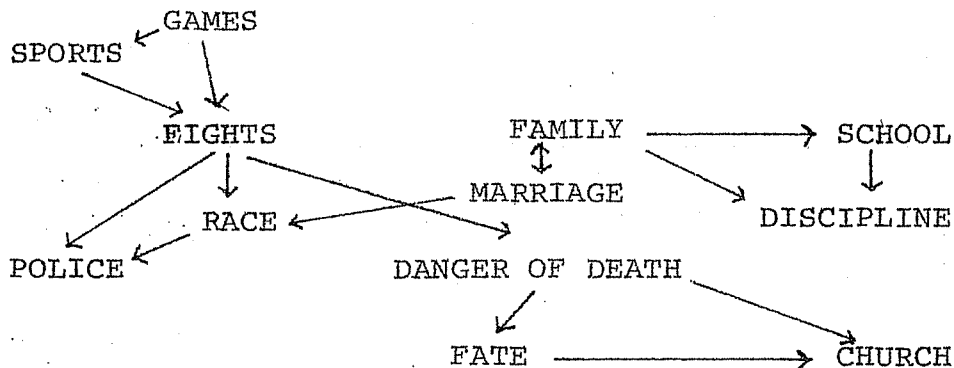 GAMES
SPORTS
FIGHTS
FAMILY SCHOOL
MARRIAGE
RACE DISCIPLINE
POLICE DANGER OF DEATH
FATE CHURCH